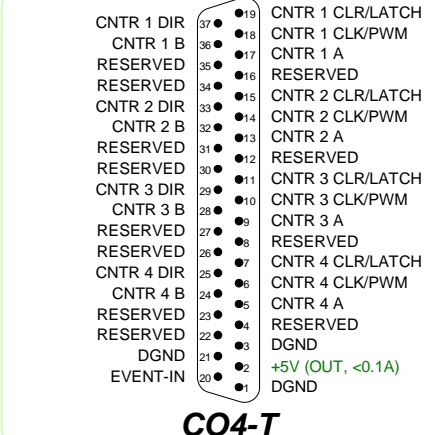 CNTR 1 DIR 37
CNTR 1 B 36
RESERVED 35
RESERVED 34
CNTR 2 DIR 33
CNTR 2 B 32
RESERVED 31
RESERVED 30
CNTR 3 DIR 29
CNTR 3 B 28
RESERVED 27
RESERVED 26
CNTR 4 DIR 25
CNTR 4 B 24
RESERVED 23
RESERVED 22
DGND 21
EVENT-IN 20
19 CNTR 1 CLR/LATCH
18 CNTR 1 CLK/PWM
17 CNTR 1 A
16 RESERVED
15 CNTR 2 CLR/LATCH
14 CNTR 2 CLK/PWM
13 CNTR 2 A
12 RESERVED
11 CNTR 3 CLR/LATCH
10 CNTR 3 CLK/PWM
9 CNTR 3 A
8 RESERVED
7 CNTR 4 CLR/LATCH
6 CNTR 4 CLK/PWM
5 CNTR 4 A
4 RESERVED
3 DGND
2 +5V (OUT, <0.1A)
1 DGND
CO4-T